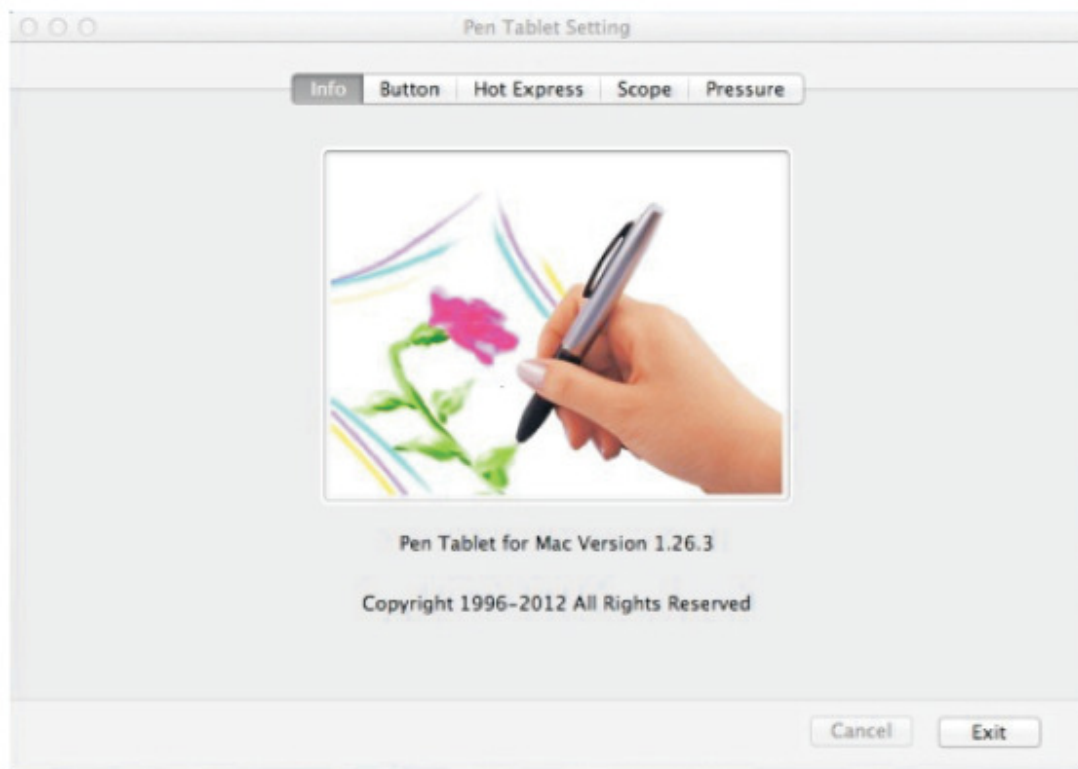 Pen Tablet Setting
Info Button Hot Express Scope Pressure
Pen Tablet for Mac Version 1.26.3
Copyright 1996-2012 All Rights Reserved
Cancel Exit